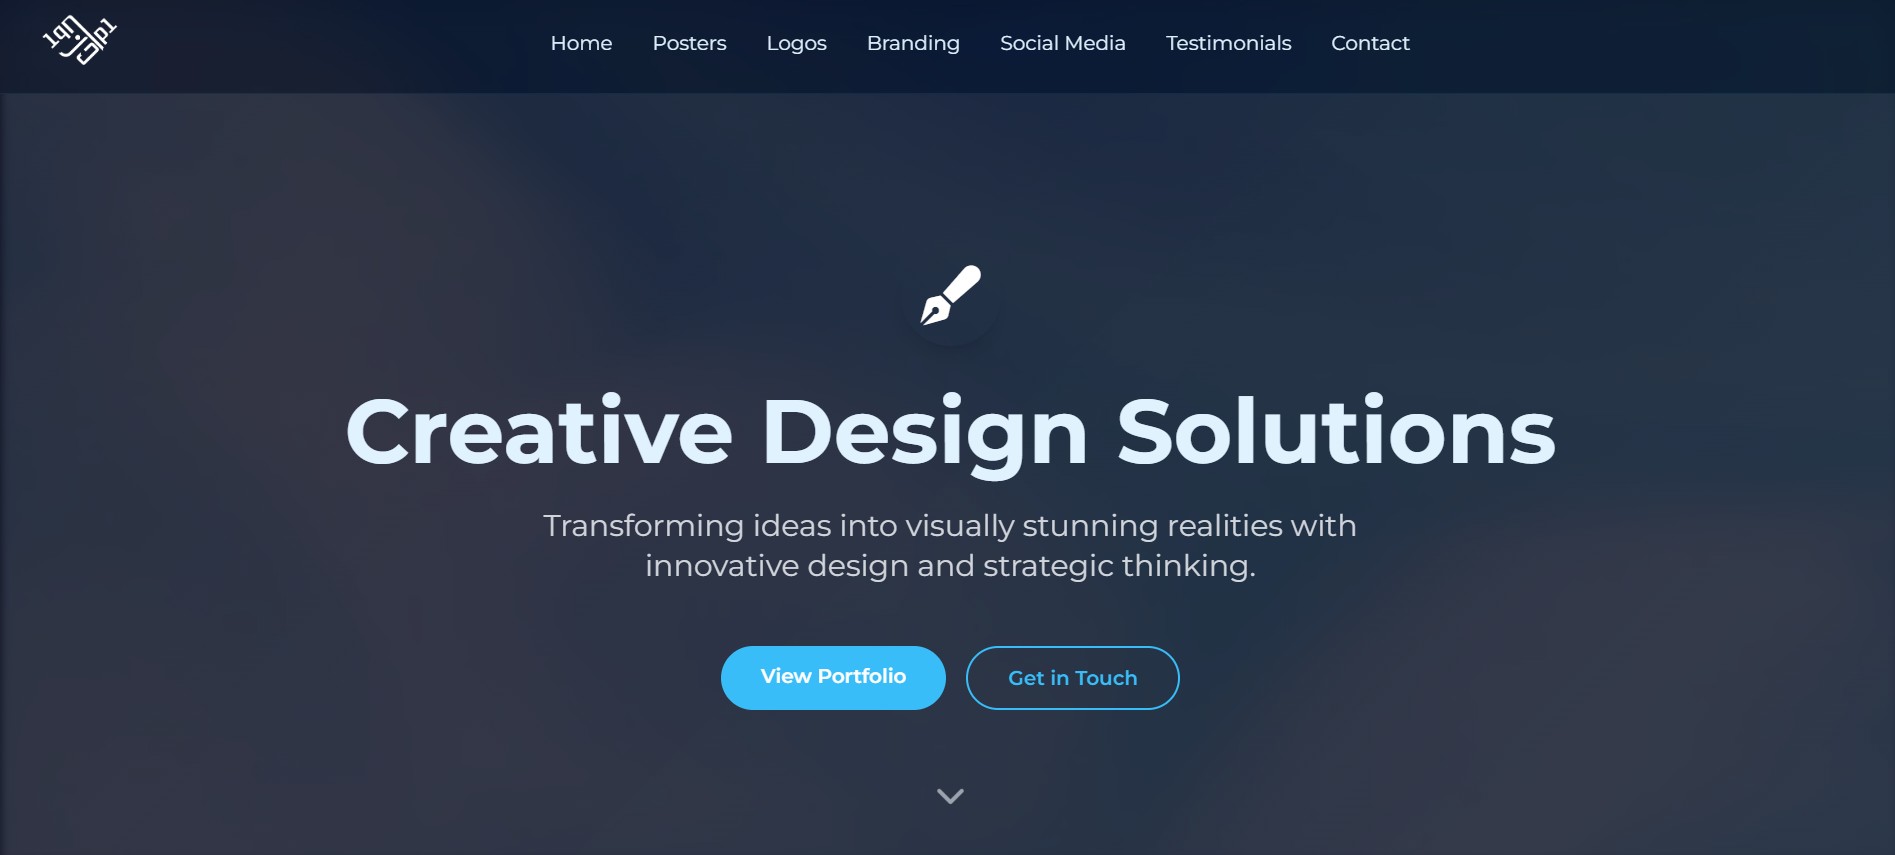 Home Posters Logos Branding Social Media Testimonials Contact
Creative Design Solutions
Transforming ideas into visually stunning realities with
innovative design and strategic thinking.
View Portfolio Get in Touch